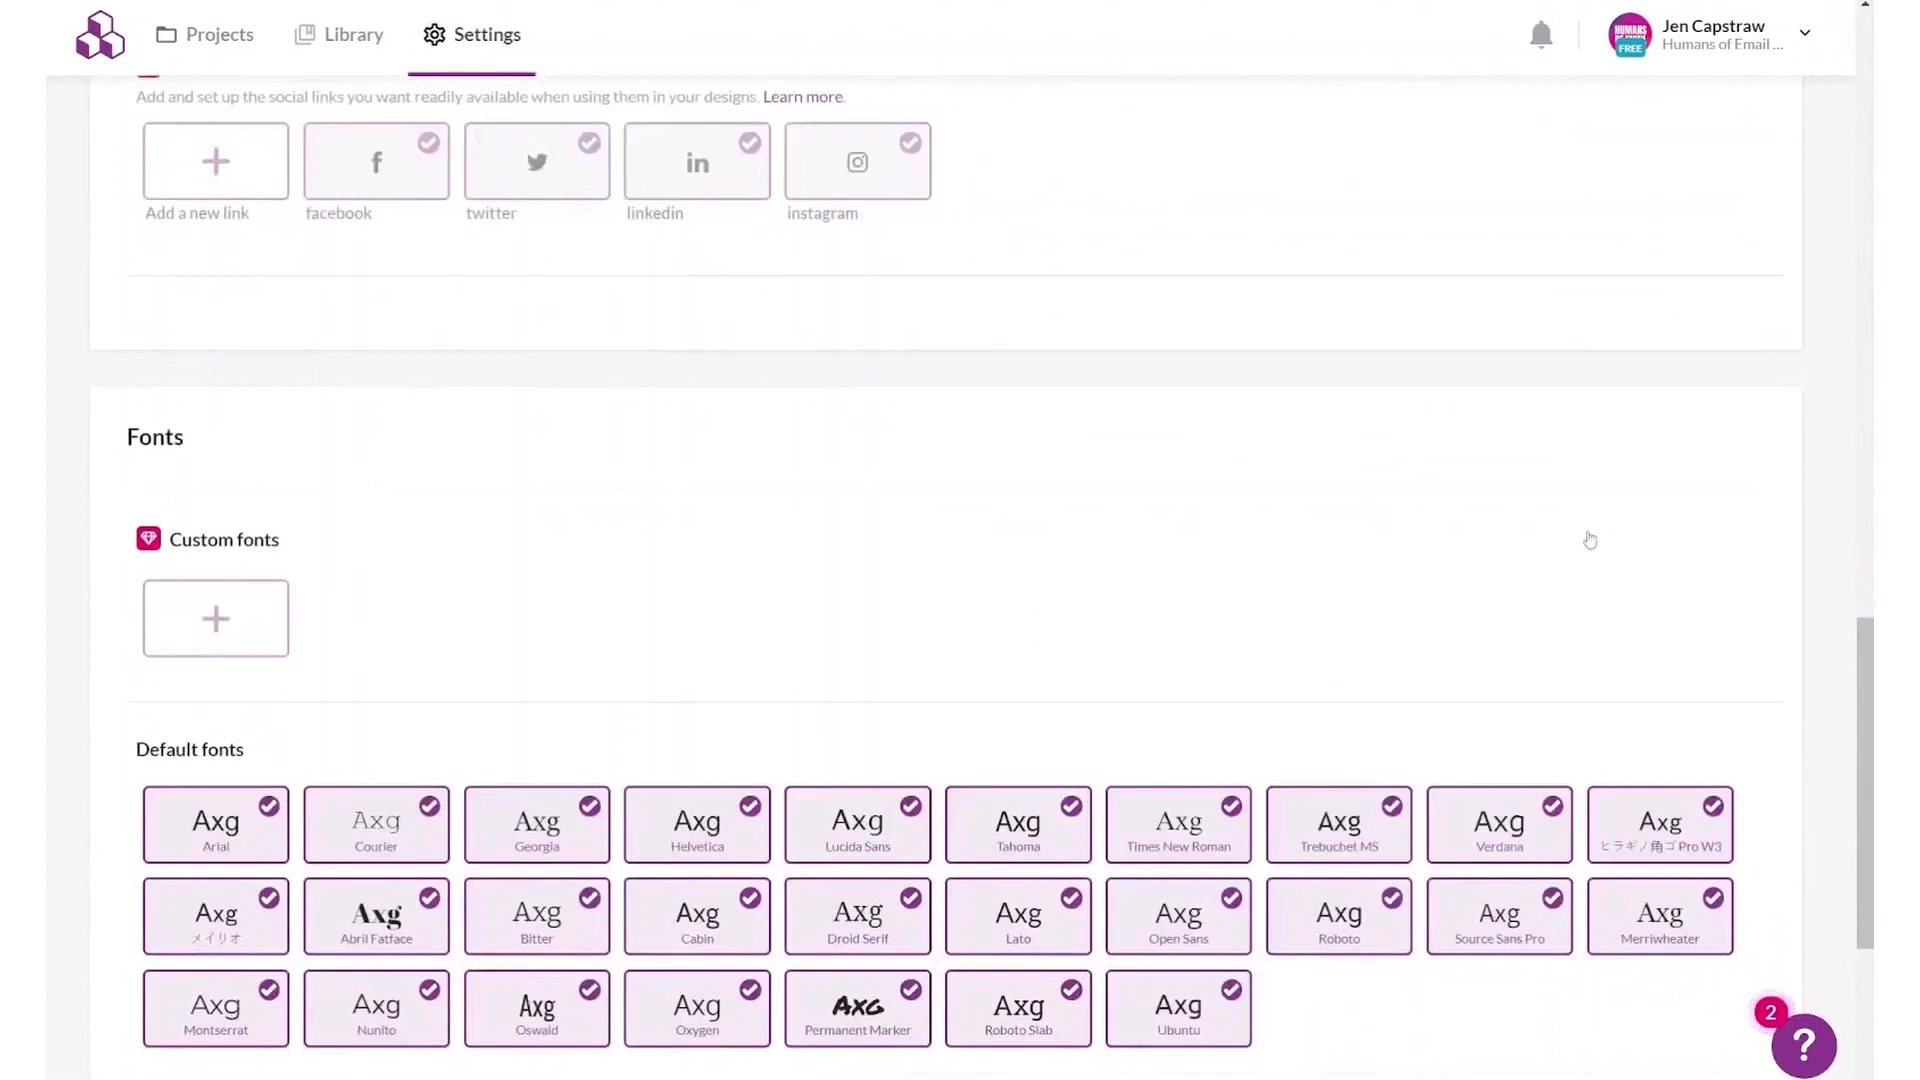 Projects
Library
Settings
HUMANS
FREE
Jen Capstraw
Humans of Email ...
Add and set up the social links you want readily available when using them in your designs. Learn more.
Add a new link
facebook
twitter
linkedin
instagram
Fonts
Custom fonts
Default fonts
Axg Axg Axg Axg Axg Axg Axg Axg Axg Axg
Arial Courier Georgia Helvetica Lucida Sans Tahoma Times New Roman Trebuchet MS Verdana ヒラギノ角ゴ Pro W3
Axg Axg Axg Axg Axg Axg Axg Axg Axg Axg
メイリオ Abril Fatface Bitter Cabin Droid Serif Lato Open Sans Roboto Source Sans Pro Merriwheater
Axg Axg Axg Axg AXG Axg Axg
Montserrat Nunito Oswald Oxygen Permanent Marker Roboto Slab Ubuntu
2
?